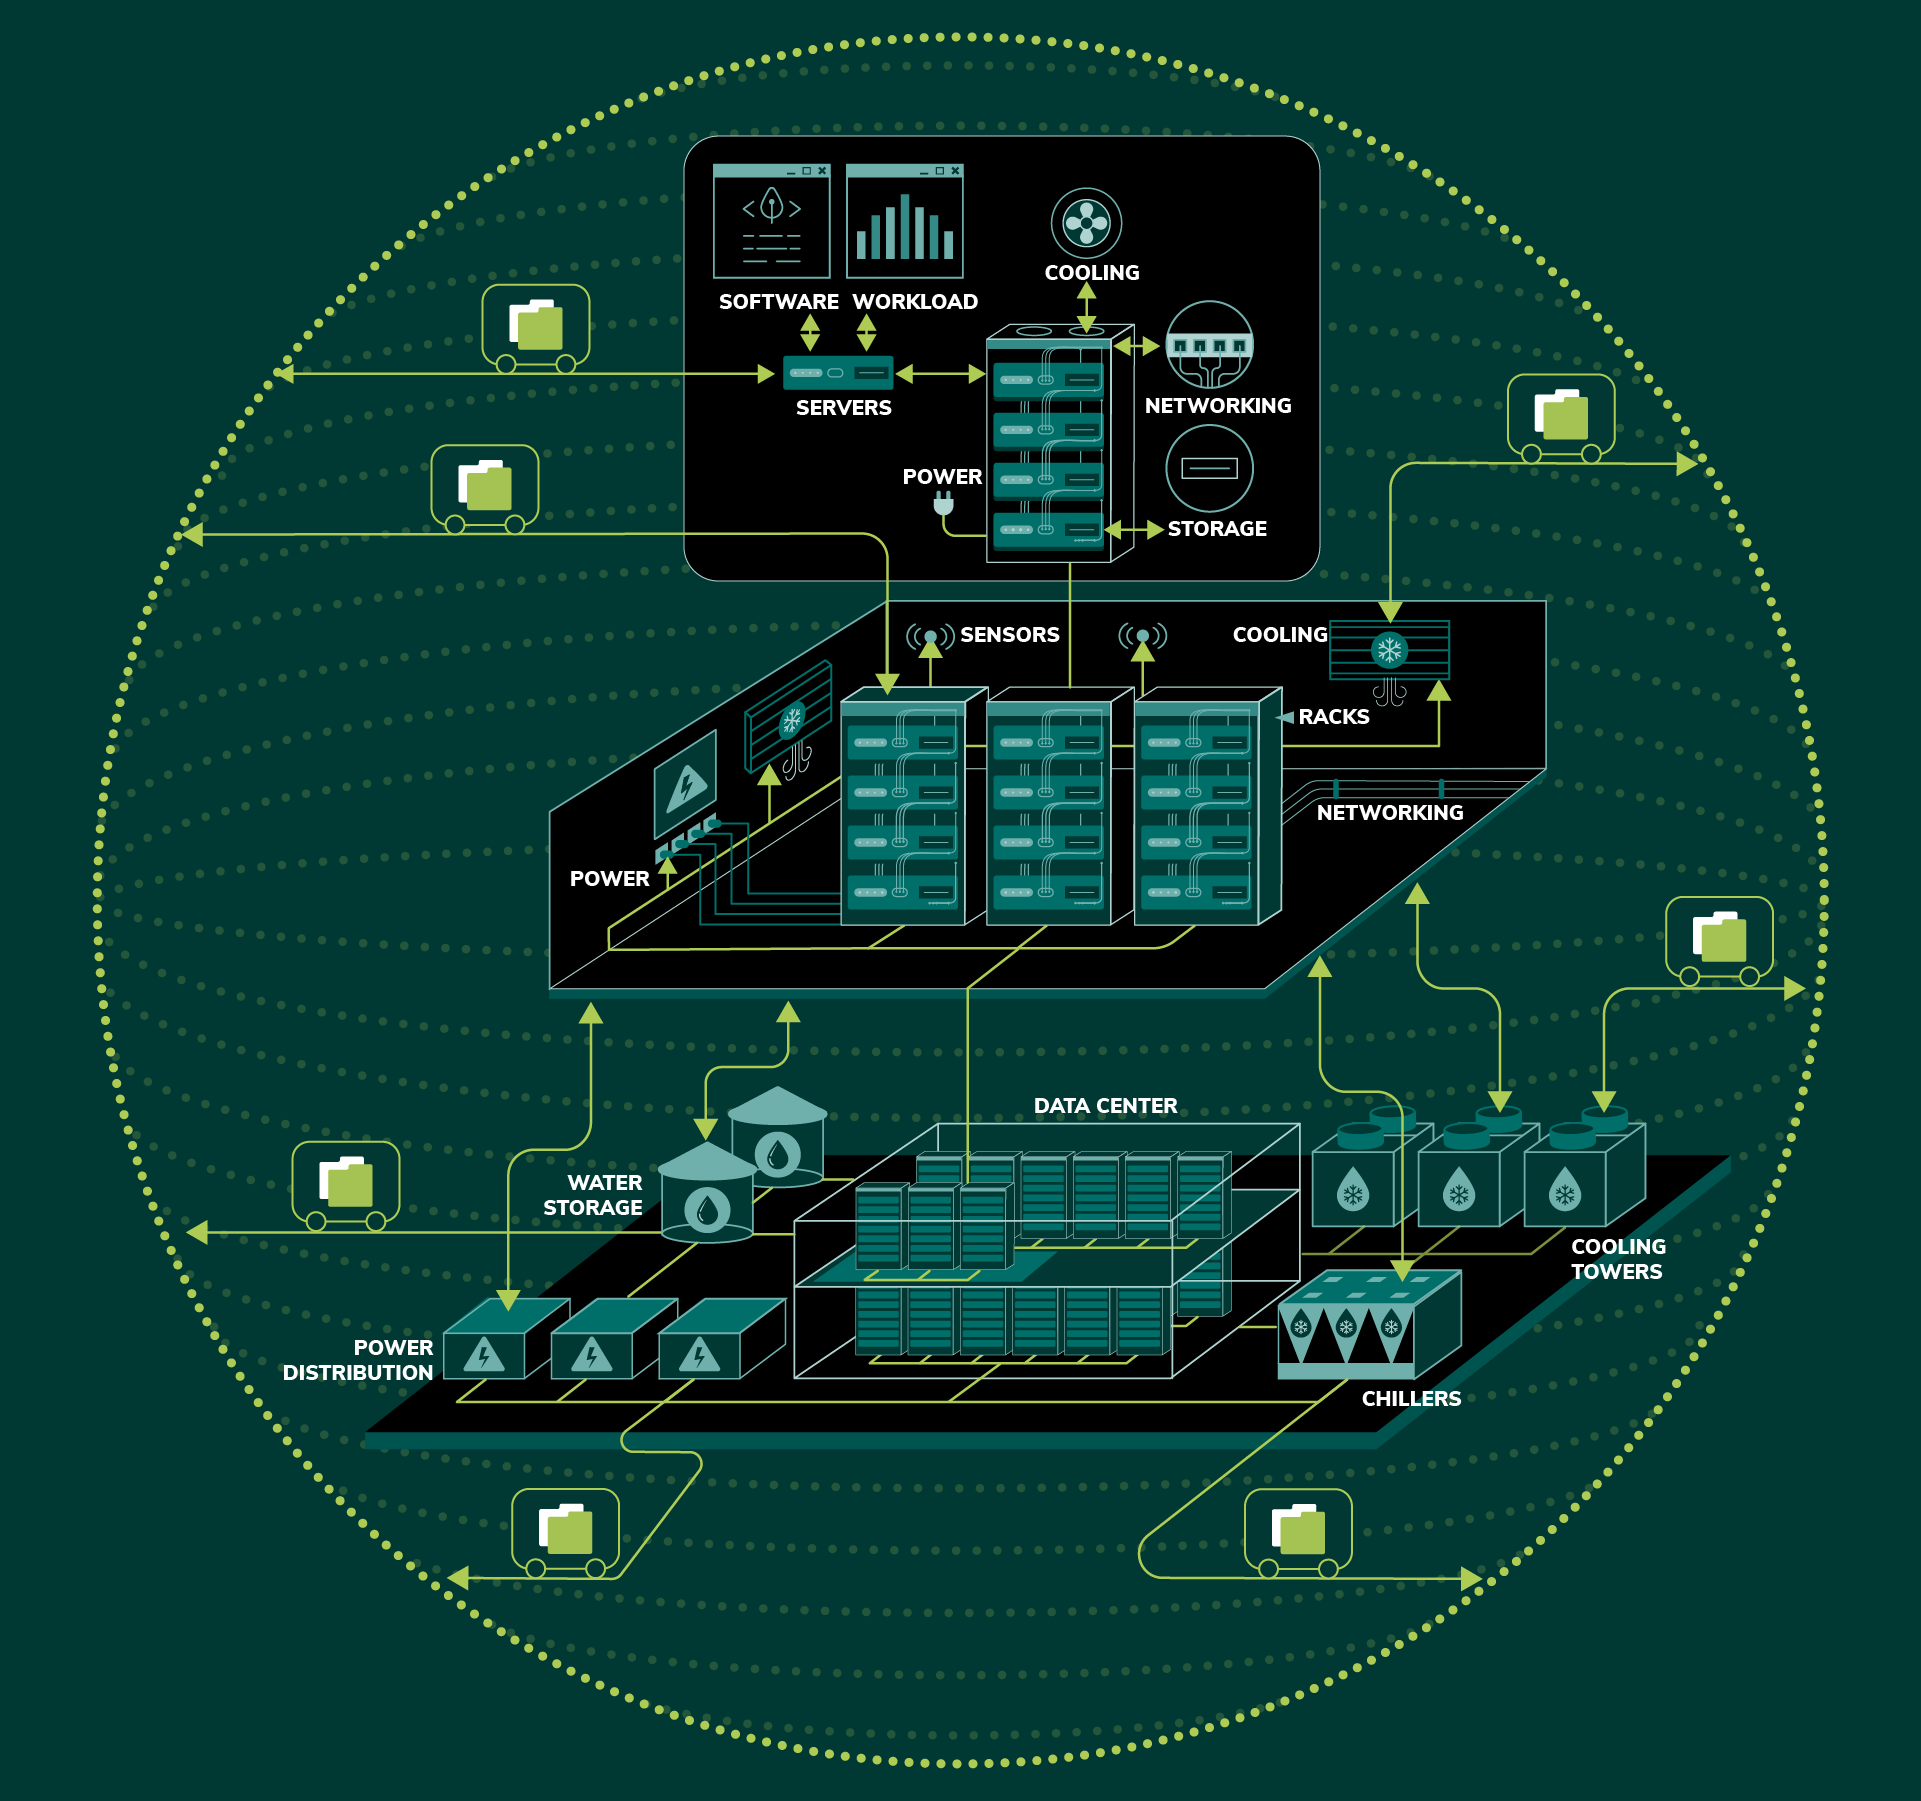 SOFTWARE
WORKLOAD
COOLING
SERVERS
NETWORKING
POWER
STORAGE
SENSORS
COOLING
RACKS
NETWORKING
POWER
DATA CENTER
WATER
STORAGE
COOLING
TOWERS
POWER
DISTRIBUTION
CHILLERS